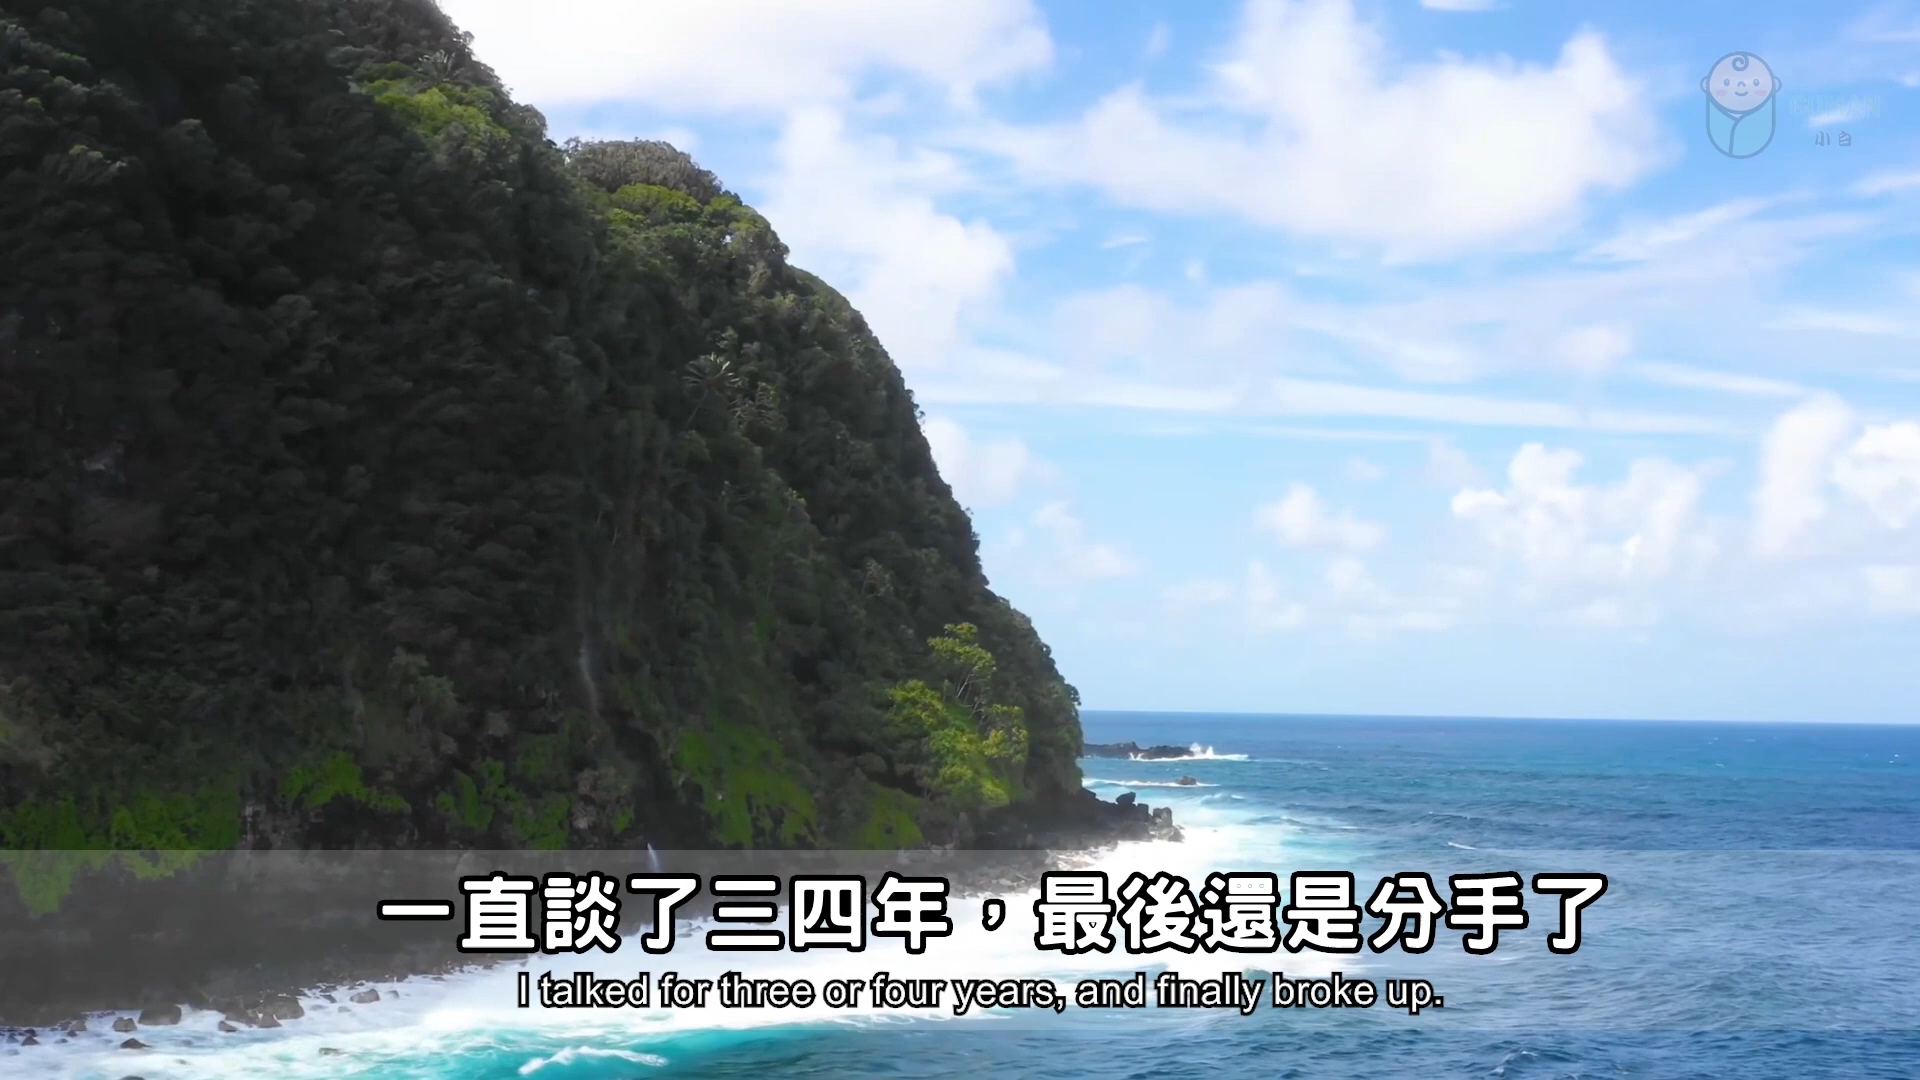 小白
一直談了三四年，最後還是分手了
I talked for three or four years, and finally broke up.